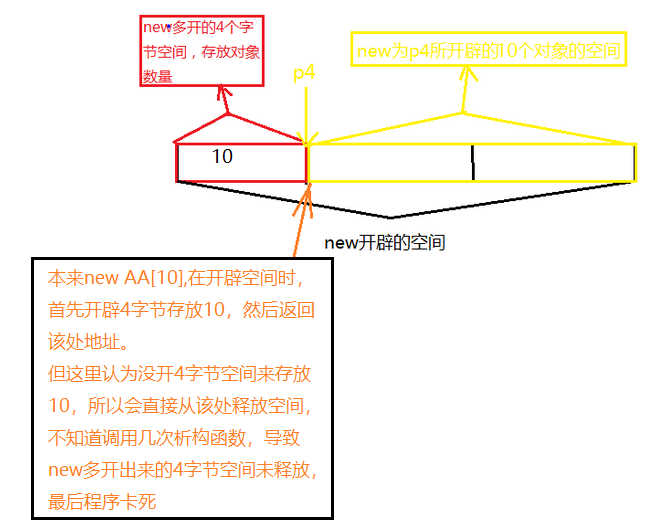 new多开的4个字
节空间，存放对象
数量
new为p4所开辟的10个对象的空间
p4
10
new开辟的空间
本来new AA[10],在开辟空间时，
首先开辟4字节存放10，然后返回
该处地址。
但这里认为没开4字节空间来存放
10，所以会直接从该处释放空间，
不知道调用几次析构函数，导致
new多开出来的4字节空间未释放，
最后程序卡死